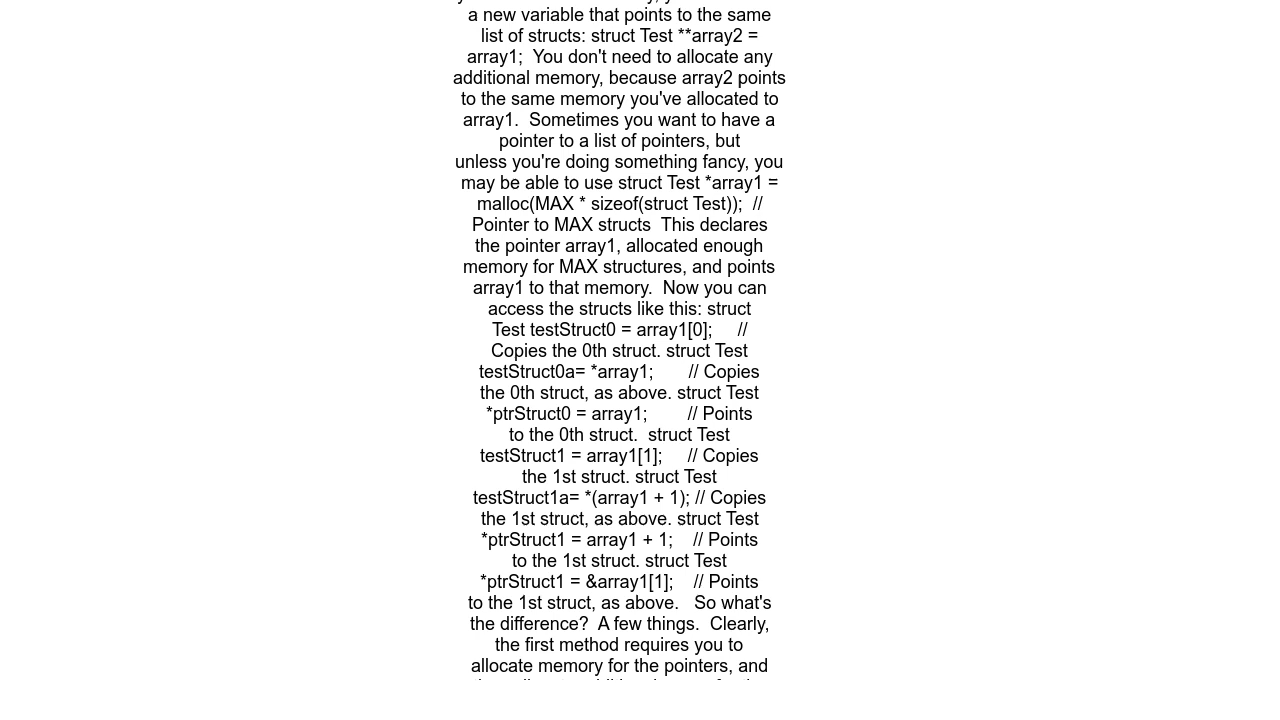 a new variable that points to the same
list of structs: struct Test **array2 =
array1;  You don't need to allocate any
additional memory, because array2 points
to the same memory you've allocated to
array1.  Sometimes you want to have a
pointer to a list of pointers, but
unless you're doing something fancy, you
may be able to use struct Test *array1 =
malloc(MAX * sizeof(struct Test));  //
Pointer to MAX structs  This declares
the pointer array1, allocated enough
memory for MAX structures, and points
array1 to that memory.  Now you can
access the structs like this: struct
Test testStruct0 = array1[0];     //
Copies the 0th struct. struct Test
testStruct0a= *array1;       // Copies
the 0th struct, as above. struct Test
*ptrStruct0 = array1;        // Points
to the 0th struct.  struct Test
testStruct1 = array1[1];     // Copies
the 1st struct. struct Test
testStruct1a= *(array1 + 1); // Copies
the 1st struct, as above. struct Test
*ptrStruct1 = array1 + 1;    // Points
to the 1st struct. struct Test
*ptrStruct1 = &array1[1];    // Points
to the 1st struct, as above.   So what's
the difference?  A few things.  Clearly,
the first method requires you to
allocate memory for the pointers, and